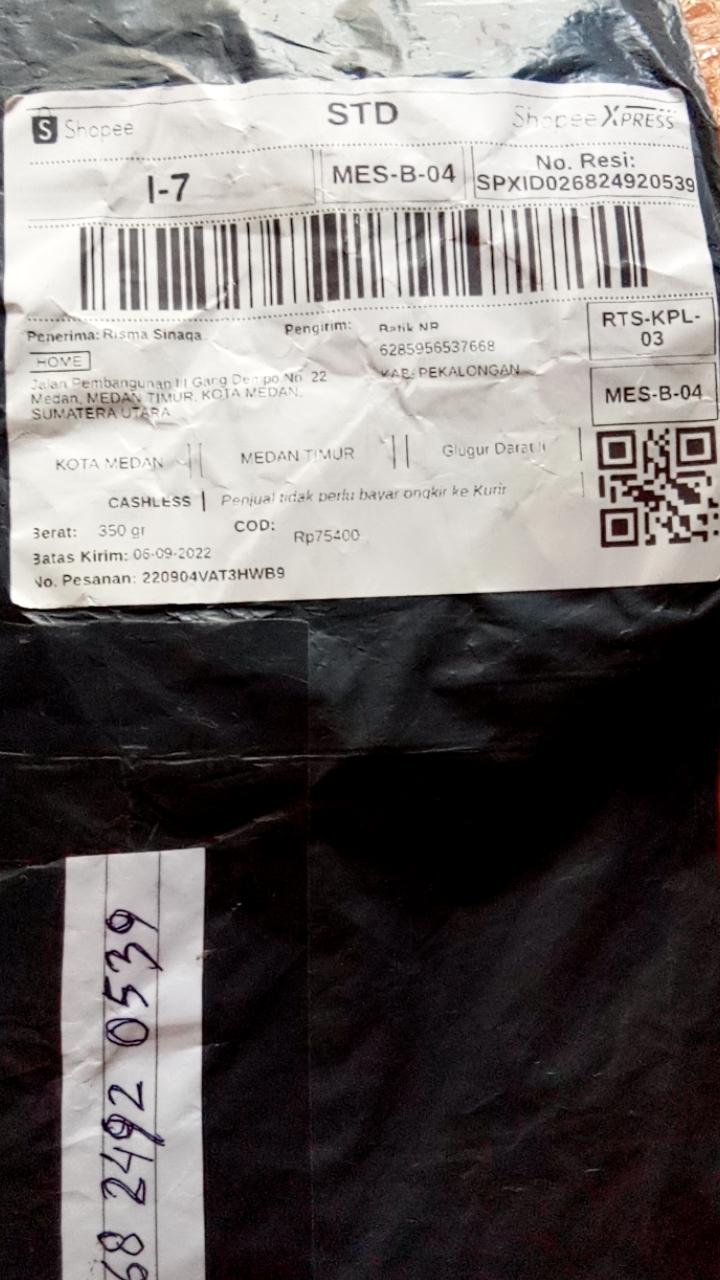 S Shopee
STD
Shopee XPRESS
I-7
MES-B-04
No. Resi:
SPXID026824920539
Penerima: Risma Sinaga
Pengirim: Batik NR
6285956537668
KAB. PEKALONGAN
RTS-KPL-
03
HOME
Jalan Pembangunan III Gang Dempo No 22
Medan, MEDAN TIMUR, KOTA MEDAN,
SUMATERA UTARA
MES-B-04
KOTA MEDAN
MEDAN TIMUR
Glugur Darat II
CASHLESS
Penjual tidak perlu bayar ongkir ke Kurir
Berat: 350 gr
COD: Rp75400
Batas Kirim: 06-09-2022
No. Pesanan: 220904VAT3HWB9
68 2492 0539